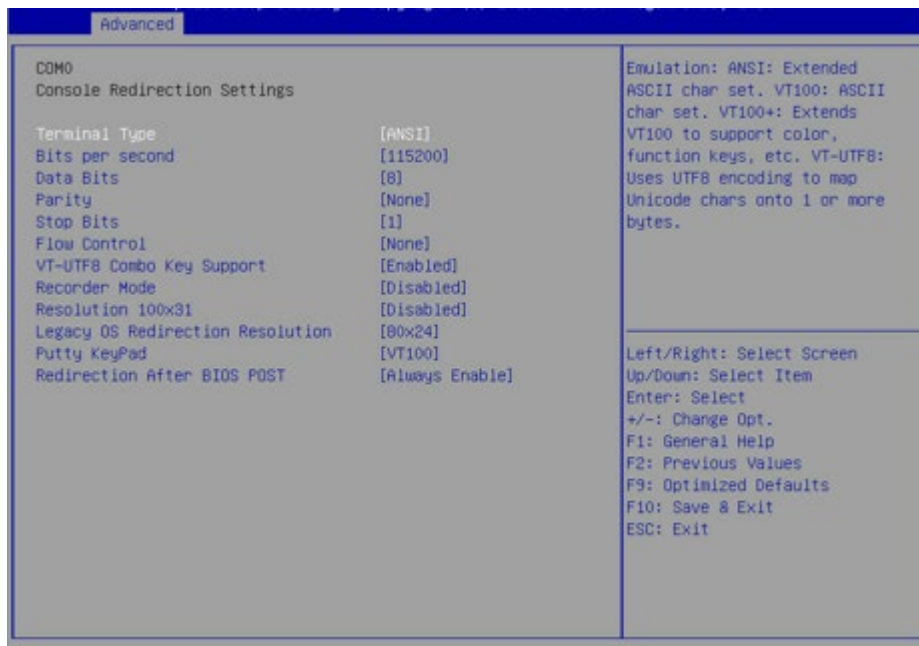 Advanced
COM0
Console Redirection Settings
Terminal Type [ANSI]
Bits per second [115200]
Data Bits [8]
Parity [None]
Stop Bits [1]
Flow Control [None]
VT-UTF8 Combo Key Support [Enabled]
Recorder Mode [Disabled]
Resolution 100x31 [Disabled]
Legacy OS Redirection Resolution [80x24]
Putty KeyPad [VT100]
Redirection After BIOS POST [Always Enable]
Emulation: ANSI: Extended
ASCII char set. VT100: ASCII
char set. VT100+: Extends
VT100 to support color,
function keys, etc. VT-UTF8:
Uses UTF8 encoding to map
Unicode chars onto 1 or more
bytes.
Left/Right: Select Screen
Up/Down: Select Item
Enter: Select
+/-: Change Opt.
F1: General Help
F2: Previous Values
F9: Optimized Defaults
F10: Save & Exit
ESC: Exit